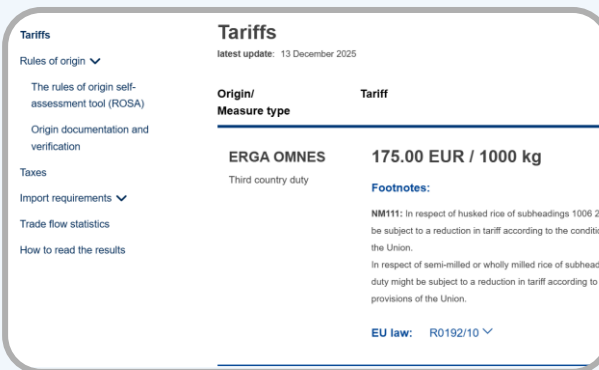 Tariffs
Rules of origin
The rules of origin self-
assessment tool (ROSA)
Origin documentation and
verification
Taxes
Import requirements
Trade flow statistics
How to read the results
Tariffs
latest update: 13 December 2025
Origin/ Tariff
Measure type
ERGA OMNES 175.00 EUR / 1000 kg
Third country duty
Footnotes:
NM111: In respect of husked rice of subheadings 1006 2
be subject to a reduction in tariff according to the conditio
the Union.
In respect of semi-milled or wholly milled rice of subhead
duty might be subject to a reduction in tariff according to
provisions of the Union.
EU law: R0192/10